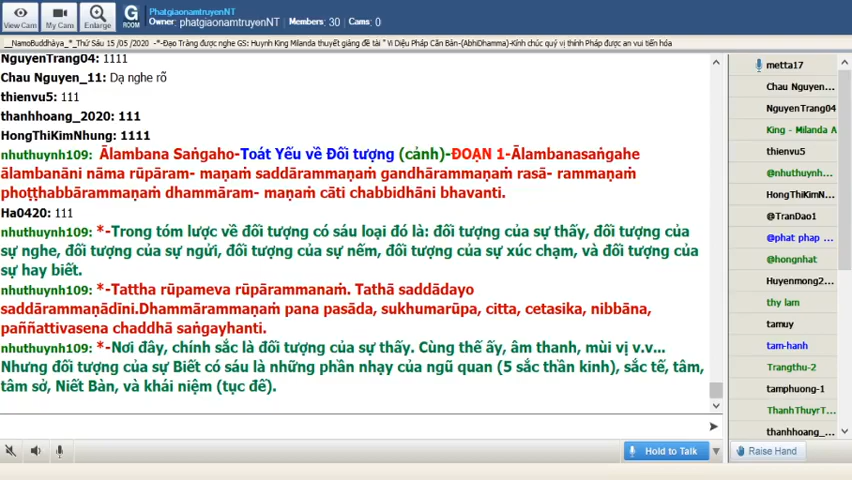 View Cam
My Cam
Enlarge
G
ROOM
PhatgiaonamtruyenNT
Owner: phatgiaonamtruyenNT Members: 30 Cams: 0
__NamoBuddhàya_*_Thứ Sáu 15 /05 /2020 -*-Đạo Tràng được nghe GS: Huynh King Milanda thuyết giảng đề tài " Vi Diệu Pháp Căn Bản-(AbhiDhamma)-Kính chúc quý vị thính Pháp được an vui tiến hóa
NguyenTrang04: 1111
Chau Nguyen_11: Dạ nghe rõ
thienvu5: 111
thanhhoang_2020: 111
HongThiKimNhung: 1111
nhuthuynh109: Ālambana Saṅgaho-Toát Yếu về Đối tượng (cảnh)-ĐOẠN 1-Ālambanasaṅgahe
ālambanāni nāma rūpāram- maṇaṃ saddārammaṇaṃ gandhārammaṇaṃ rasā- rammaṇaṃ
phoṭṭhabbārammaṇaṃ dhammāram- maṇaṃ cāti chabbidhāni bhavanti.
Ha0420: 111
nhuthuynh109: *-Trong tóm lược về đối tượng có sáu loại đó là: đối tượng của sự thấy, đối tượng của
sự nghe, đối tượng của sự ngửi, đối tượng của sự nếm, đối tượng của sự xúc chạm, và đối tượng của
sự hay biết.
nhuthuynh109: *-Tattha rūpameva rūpārammanaṃ. Tathā saddādayo
saddārammaṇādīni.Dhammārammaṇaṃ pana pasāda, sukhumarūpa, citta, cetasika, nibbāna,
paññattivasena chaddhā saṅgayhanti.
nhuthuynh109: *-Nơi đây, chính sắc là đối tượng của sự thấy. Cùng thế ấy, âm thanh, mùi vị v.v...
Nhưng đối tượng của sự Biết có sáu là những phần nhạy của ngũ quan (5 sắc thần kinh), sắc tế, tâm,
tâm sở, Niết Bàn, và khái niệm (tục đế).
Hold to Talk
Raise Hand
metta17
Chau Nguyen...
NguyenTrang04
King - Milanda A
thienvu5
@nhuthuynh...
HongThiKimN...
@TranDao1
@phat phap ...
@hongnhat
Huyenmong2...
thy lam
tamuy
tam-hanh
Trangthu-2
tamphuong-1
ThanhThuyrT...
thanhhoang_...